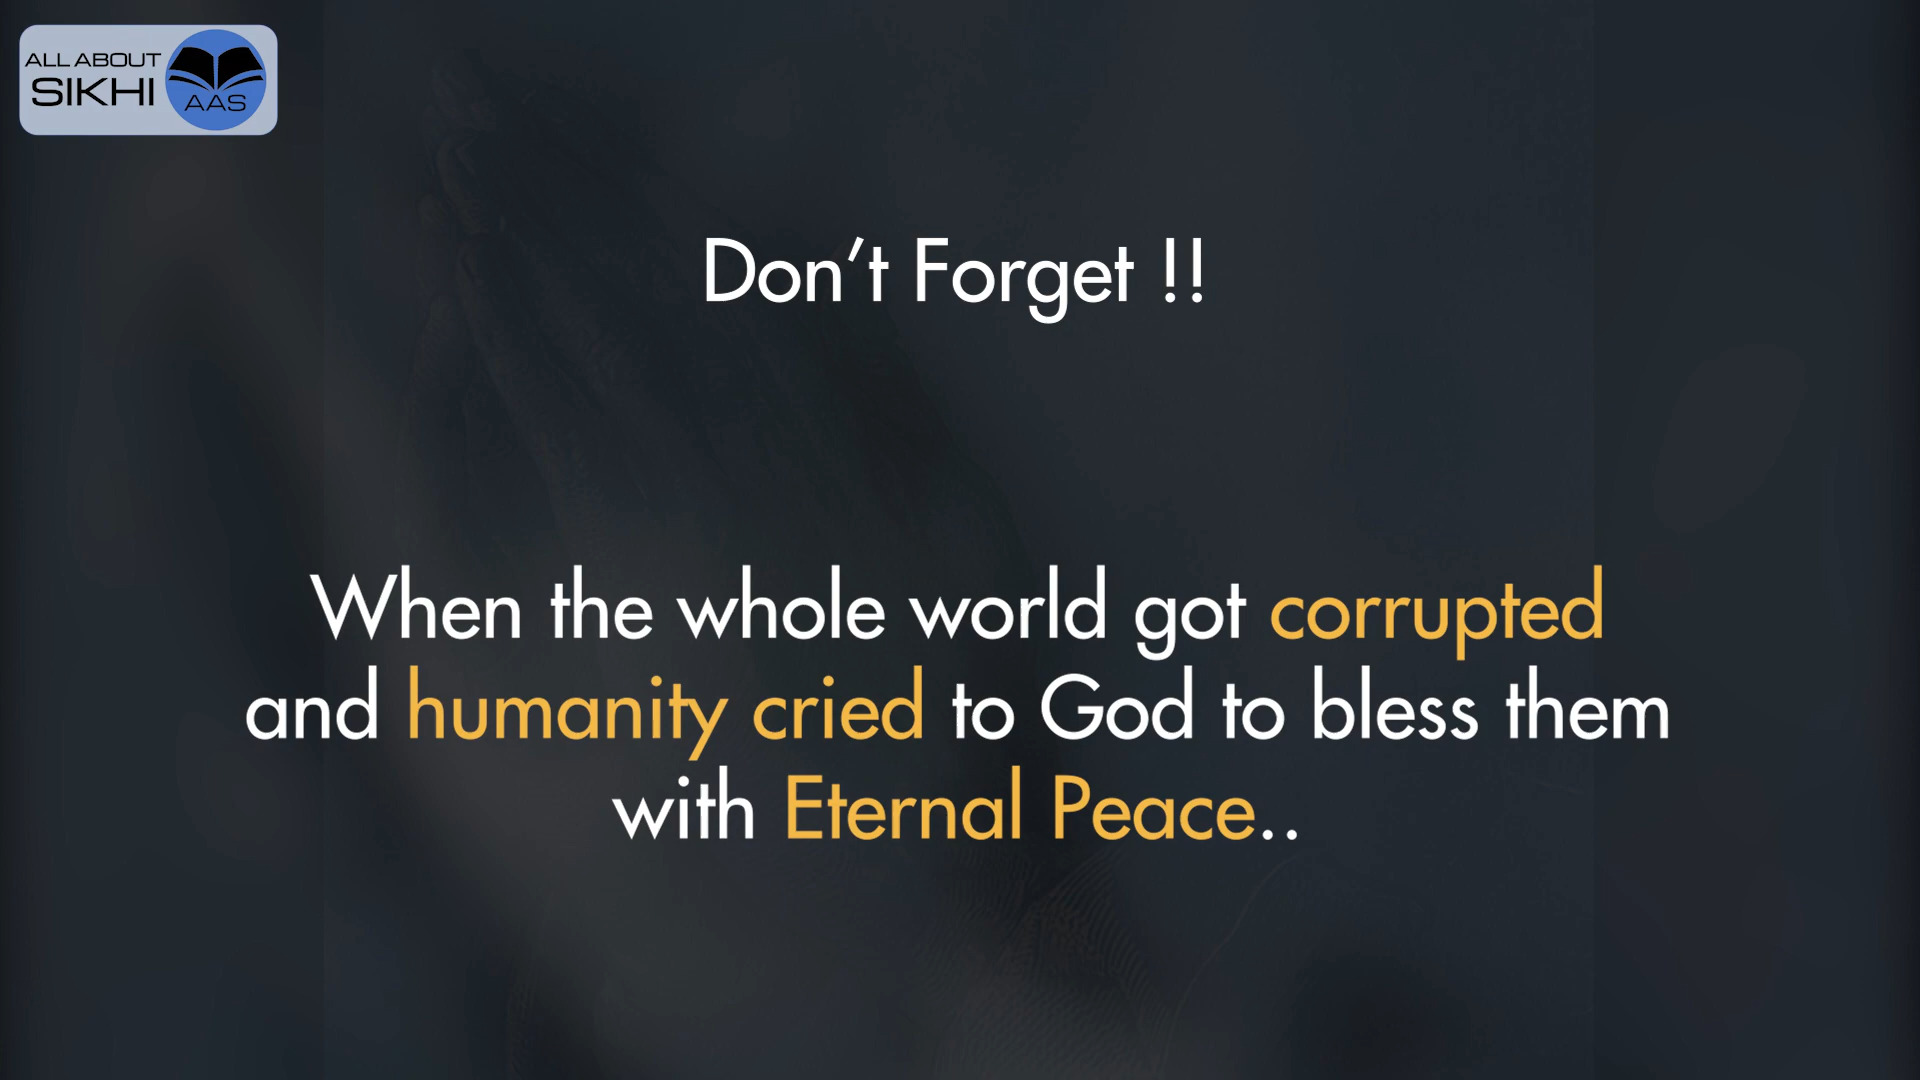 ALL ABOUT
SIKHI
AAS
Don’t Forget !!
When the whole world got corrupted
and humanity cried to God to bless them
with Eternal Peace..